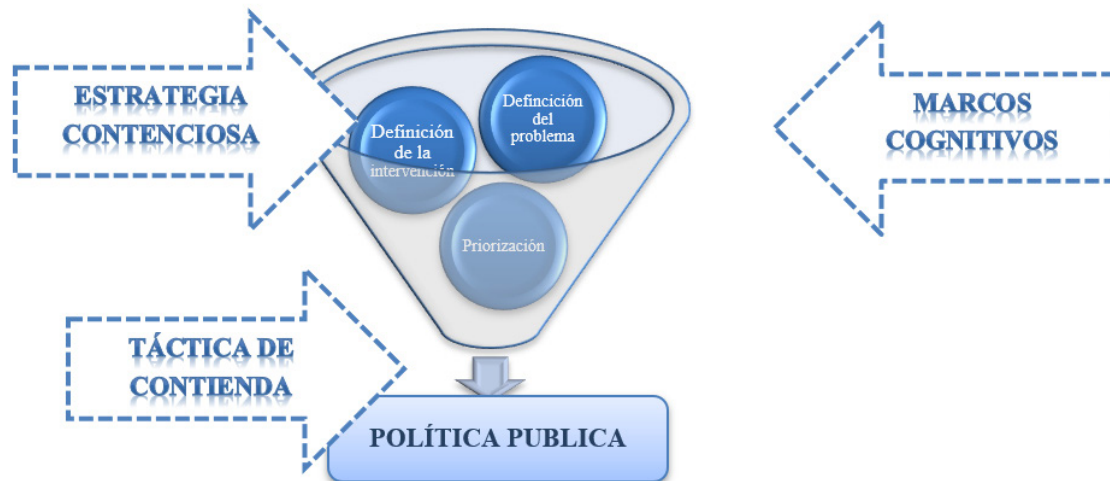 ESTRATEGIA
CONTENCIOSA
Definición
de la
intervención
Defincición
del
problema
Priorización
MARCOS
COGNITIVOS
TÁCTICA DE
CONTIENDA
POLÍTICA PUBLICA